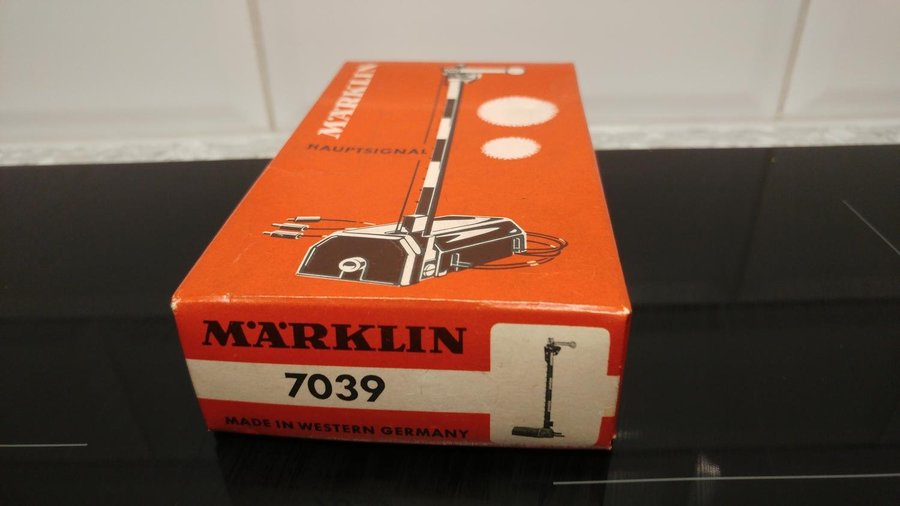 MÄRKLIN
HAUPTSIGNAL
MÄRKLIN
7039
MADE IN WESTERN GERMANY